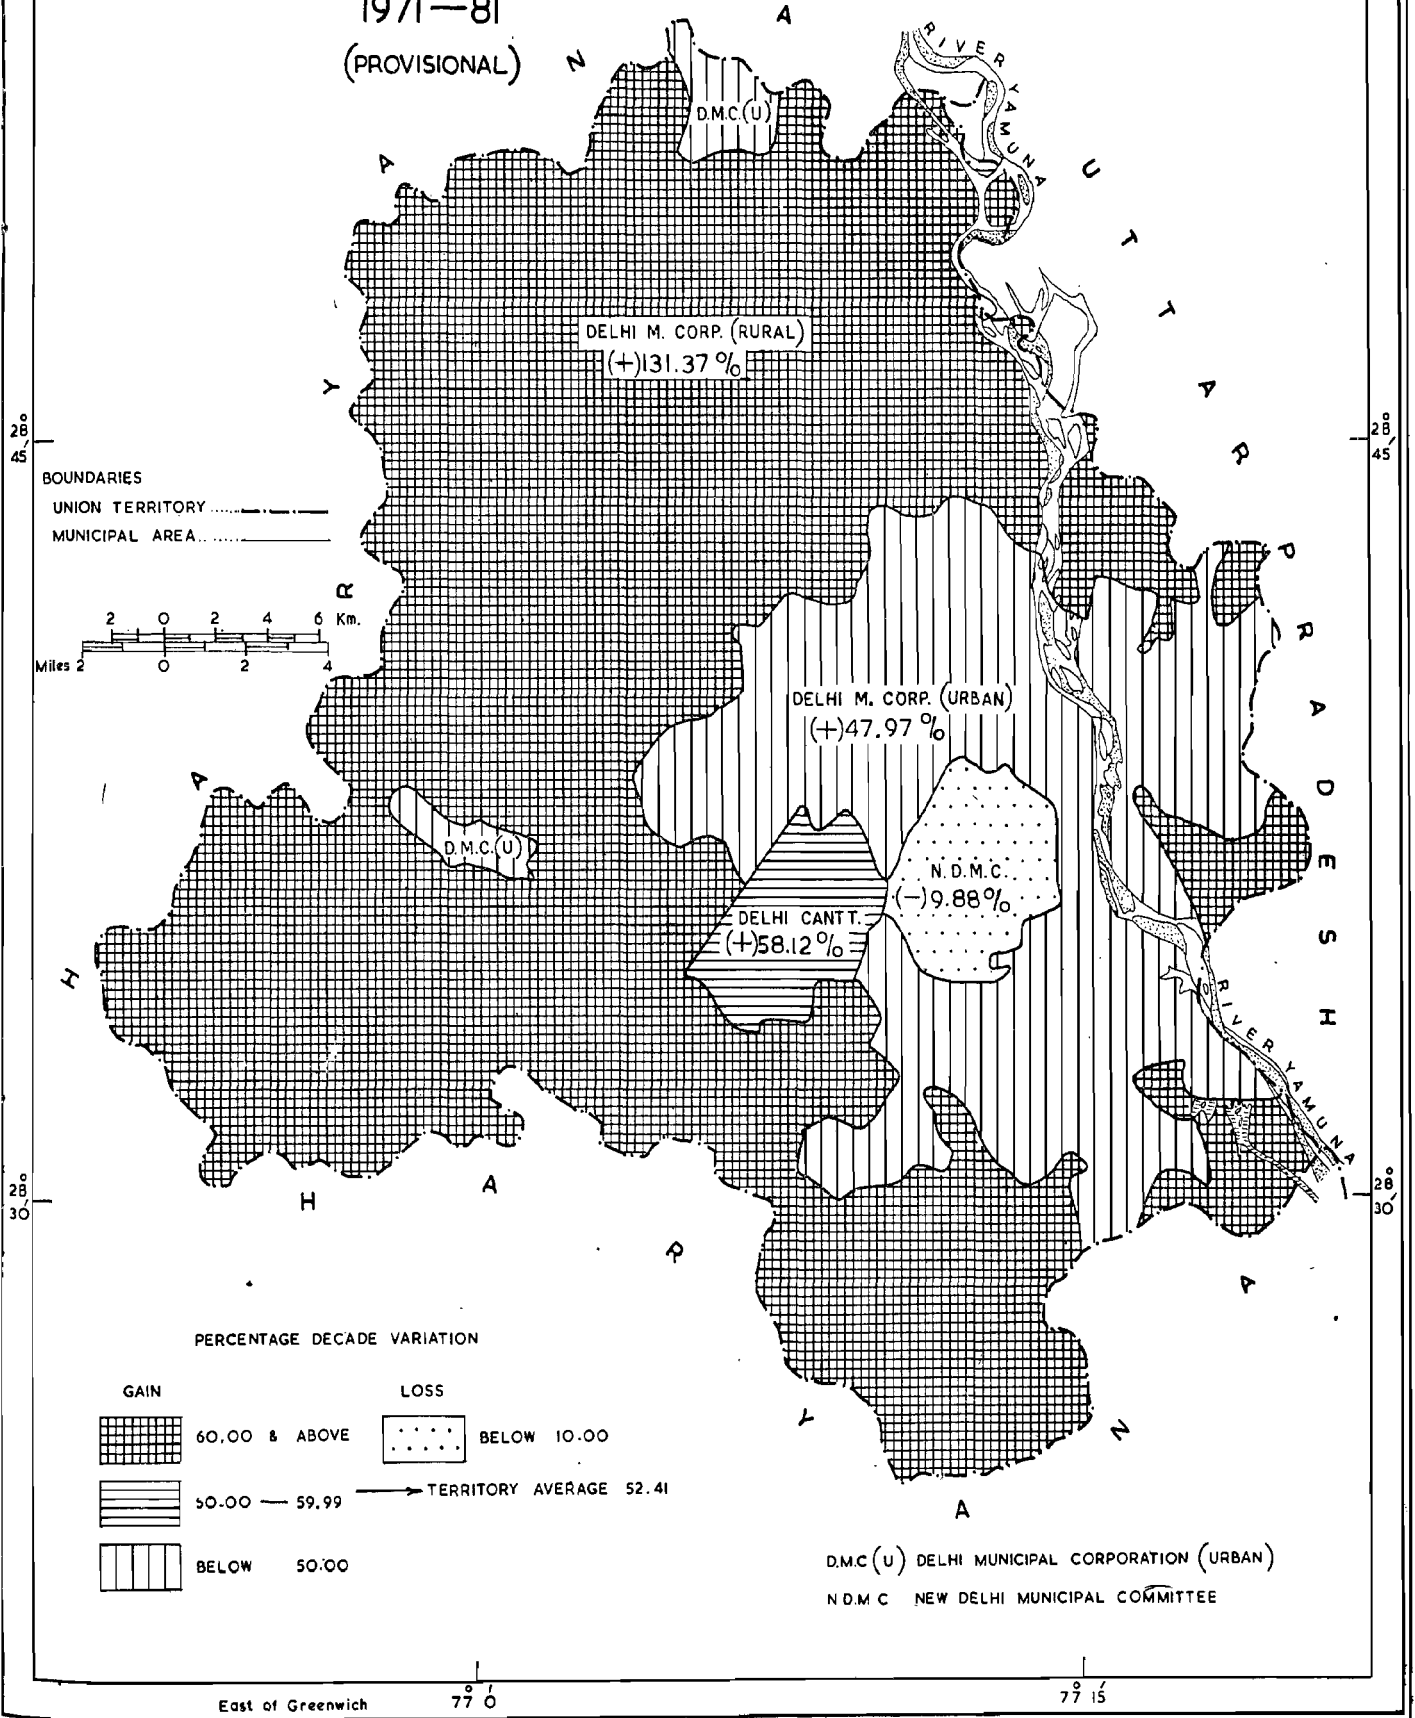 1971—81
(PROVISIONAL)
HARYANA
RIVER YAMUNA
UTTAR PRADESH
D.M.C.(U)
DELHI M. CORP. (RURAL)
(+)131.37%
28° 45′
28° 45′
BOUNDARIES
UNION TERRITORY
MUNICIPAL AREA
2 0 2 4 6 Km.
Miles 2 0 2 4
DELHI M. CORP. (URBAN)
(+)47.97%
D.M.C.(U)
N.D.M.C.
(-)9.88%
DELHI CANTT.
(+)58.12%
RIVER YAMUNA
28° 30′
28° 30′
HARYANA
PERCENTAGE DECADE VARIATION
GAIN LOSS
60.00 & ABOVE BELOW 10.00
50.00 — 59.99 TERRITORY AVERAGE 52.41
BELOW 50.00
D.M.C (U) DELHI MUNICIPAL CORPORATION (URBAN)
N.D.M C NEW DELHI MUNICIPAL COMMITTEE
East of Greenwich 77° 0′ 77° 15′